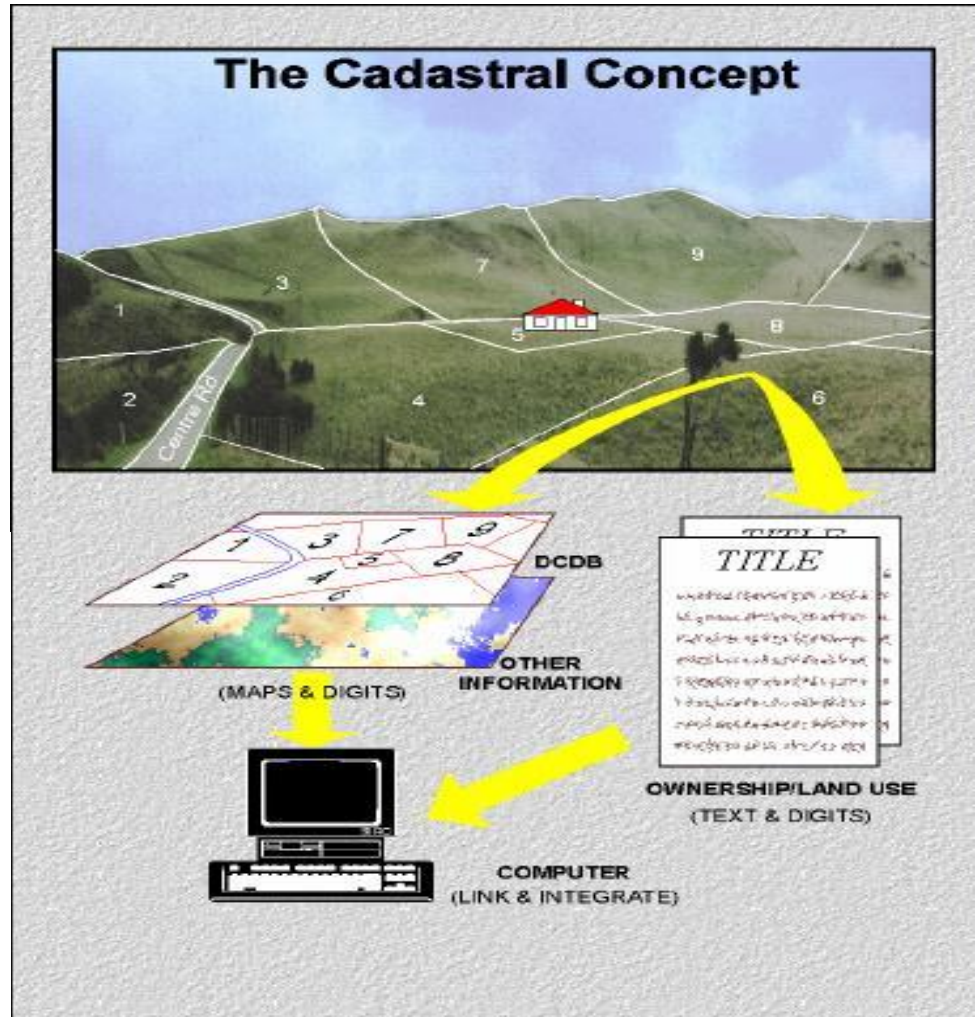 The Cadastral Concept
1
2
3
4
5
6
7
8
9
Centre Rd
1
2
3
4
5
6
7
8
9
DCDB
OTHER
INFORMATION
(MAPS & DIGITS)
TITLE
TITLE
OWNERSHIP/LAND USE
(TEXT & DIGITS)
COMPUTER
(LINK & INTEGRATE)